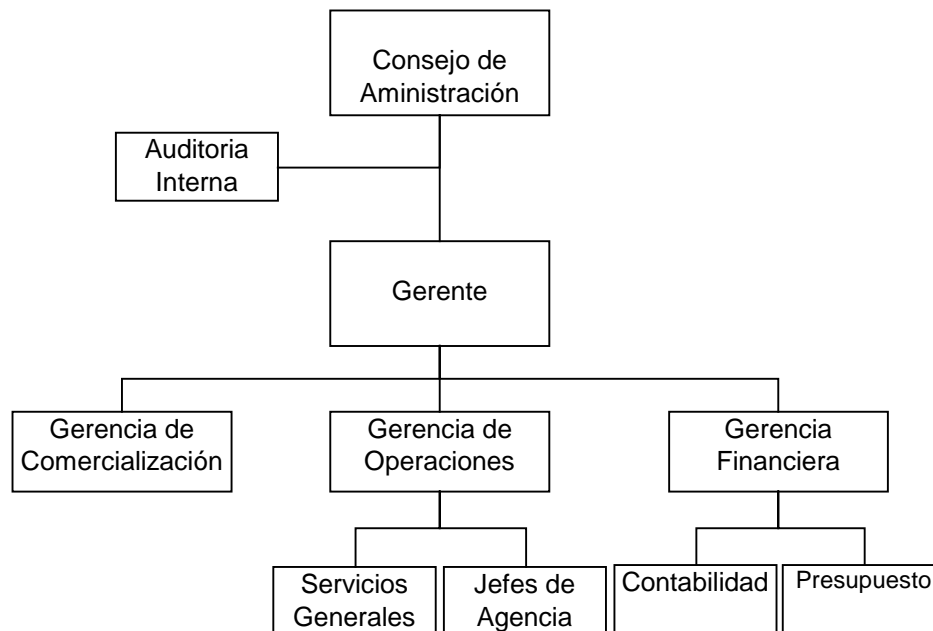 Consejo de
Aministración
Auditoria
Interna
Gerente
Gerencia de
Comercialización
Gerencia de
Operaciones
Gerencia
Financiera
Servicios
Generales
Jefes de
Agencia
Contabilidad
Presupuesto